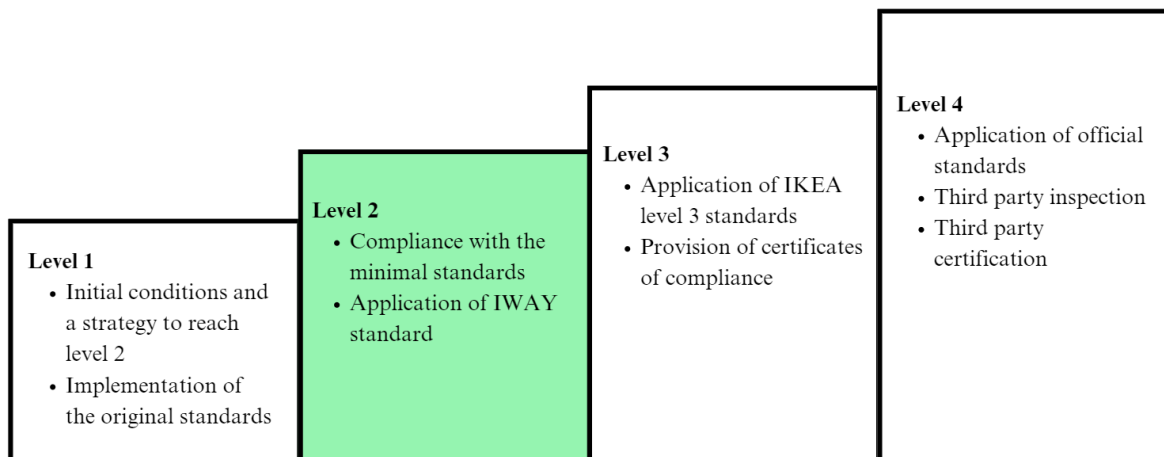 Level 1
• Initial conditions and
a strategy to reach
level 2
• Implementation of
the original standards
Level 2
• Compliance with the
minimal standards
• Application of IWAY
standard
Level 3
• Application of IKEA
level 3 standards
• Provision of certificates
of compliance
Level 4
• Application of official
standards
• Third party inspection
• Third party
certification